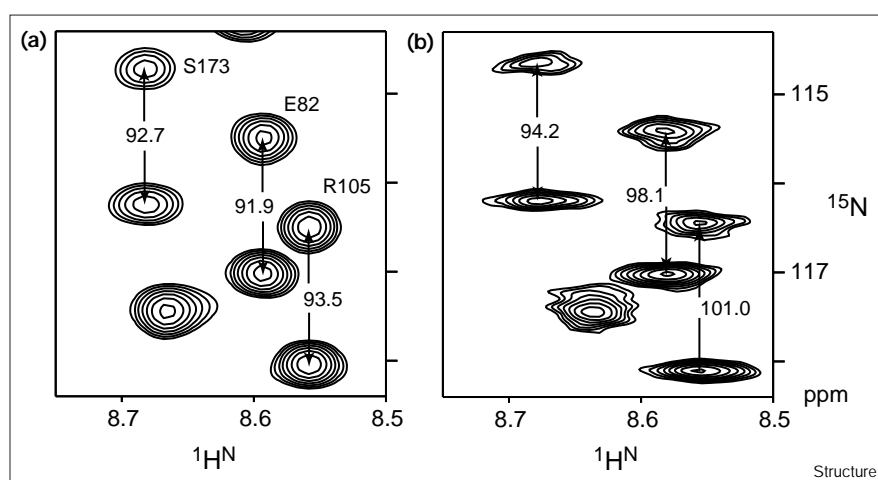 (a)
S173
E82
92.7
R105
91.9
93.5
8.7
8.6
8.5
¹Hᴺ
(b)
94.2
115
98.1
¹⁵N
117
101.0
ppm
8.7
8.6
8.5
¹Hᴺ
Structure